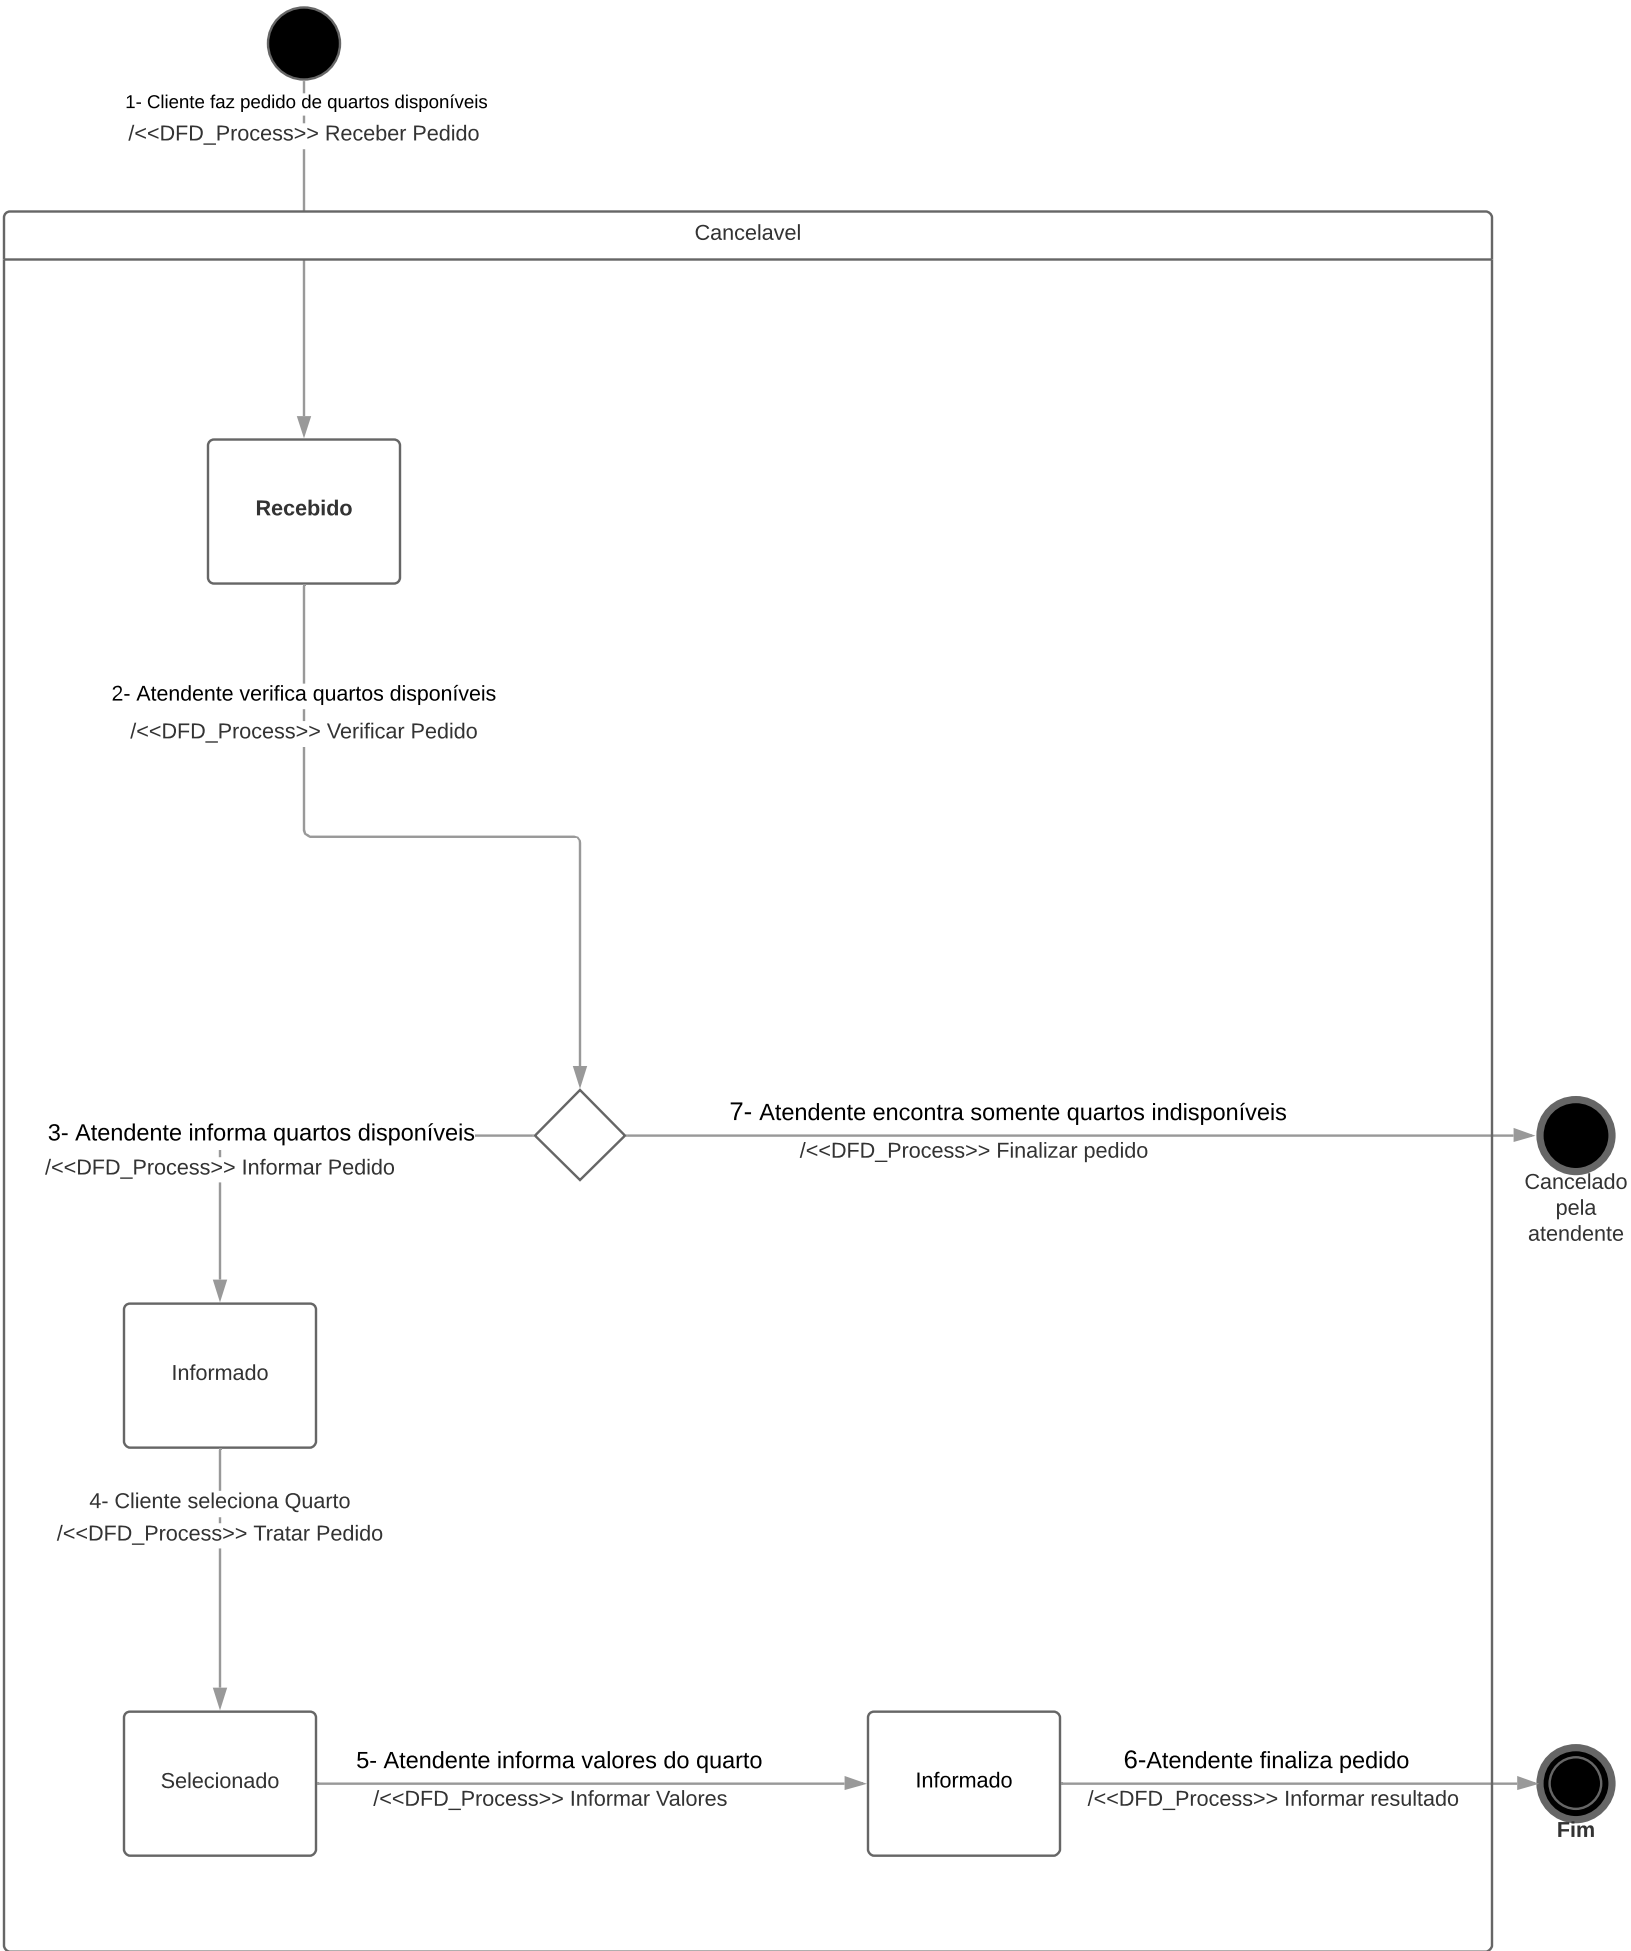 1- Cliente faz pedido de quartos disponíveis
/<<DFD_Process>> Receber Pedido
Cancelavel
Recebido
2- Atendente verifica quartos disponíveis
/<<DFD_Process>> Verificar Pedido
7- Atendente encontra somente quartos indisponíveis
/<<DFD_Process>> Finalizar pedido
3- Atendente informa quartos disponíveis
/<<DFD_Process>> Informar Pedido
Cancelado
pela
atendente
Informado
4- Cliente seleciona Quarto
/<<DFD_Process>> Tratar Pedido
Selecionado
5- Atendente informa valores do quarto
/<<DFD_Process>> Informar Valores
Informado
6-Atendente finaliza pedido
/<<DFD_Process>> Informar resultado
Fim